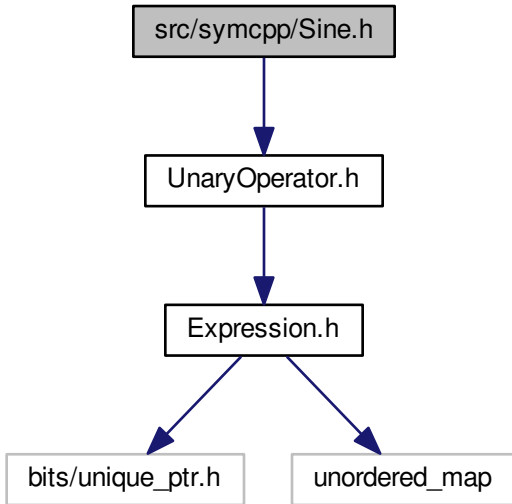 src/symcpp/Sine.h
UnaryOperator.h
Expression.h
bits/unique_ptr.h
unordered_map